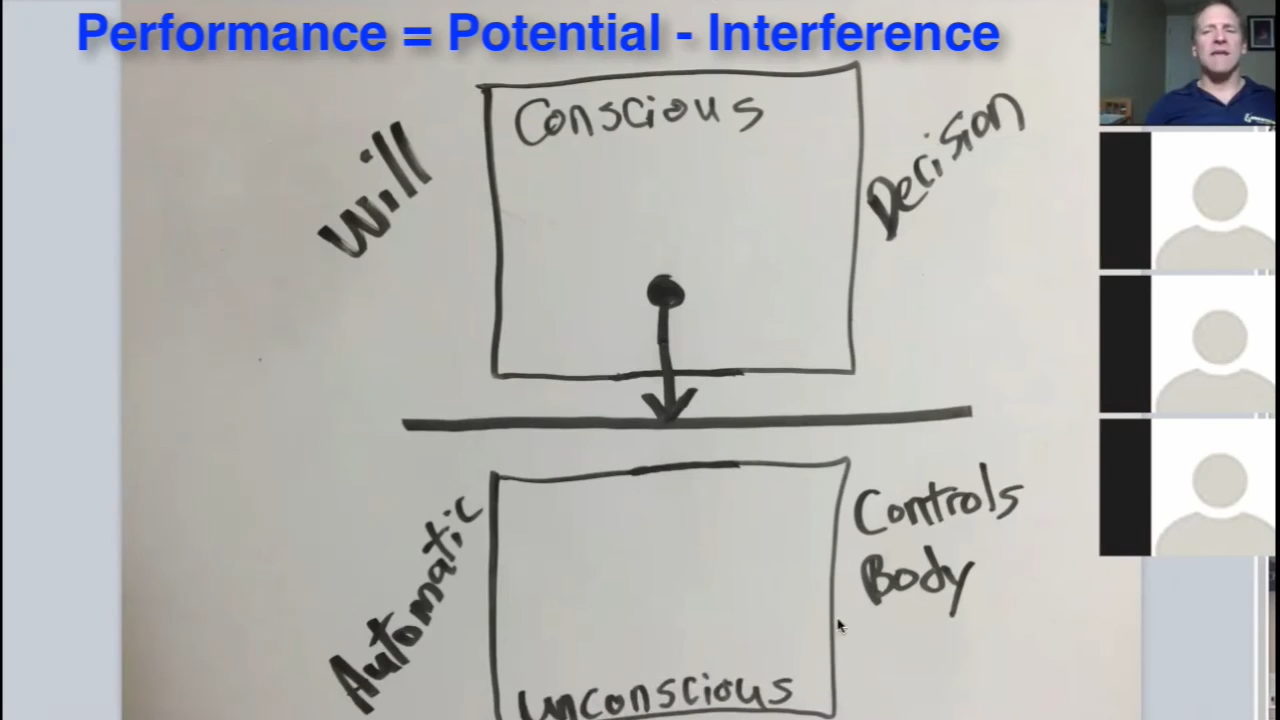 Performance = Potential - Interference
Conscious
Will
Decision
Automatic
Controls
Body
Unconscious